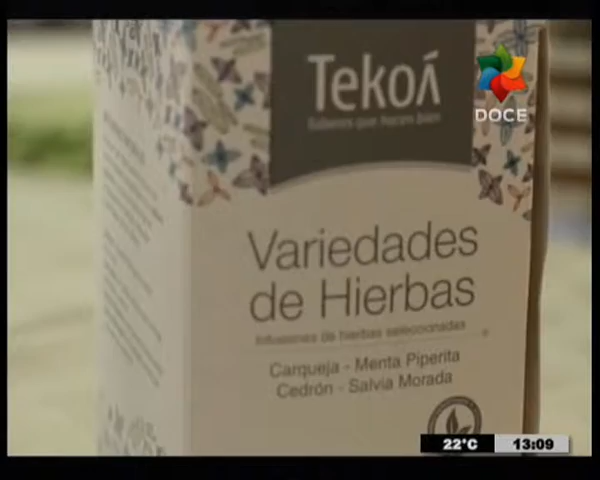 Tekoá
Sabores que hacen bien
DOCE
Variedades
de Hierbas
Infusiones de hierbas seleccionadas
Carqueja - Menta Piperita
Cedrón - Salvia Morada
22°C 13:09